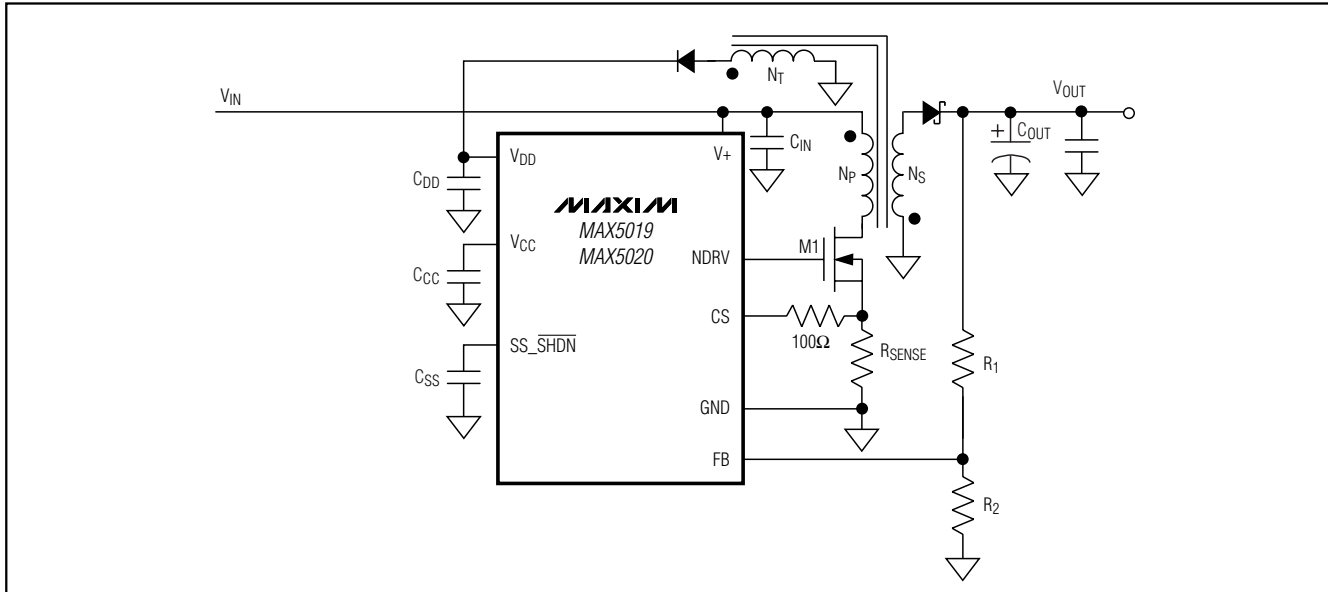 N_T
V_IN
V_OUT
V_DD
V+
C_IN
+
C_OUT
C_DD
N_P
N_S
MAXIM
MAX5019
MAX5020
V_CC
NDRV
M1
C_CC
CS
100Ω
SS_SHDN
R_SENSE
R_1
C_SS
GND
FB
R_2